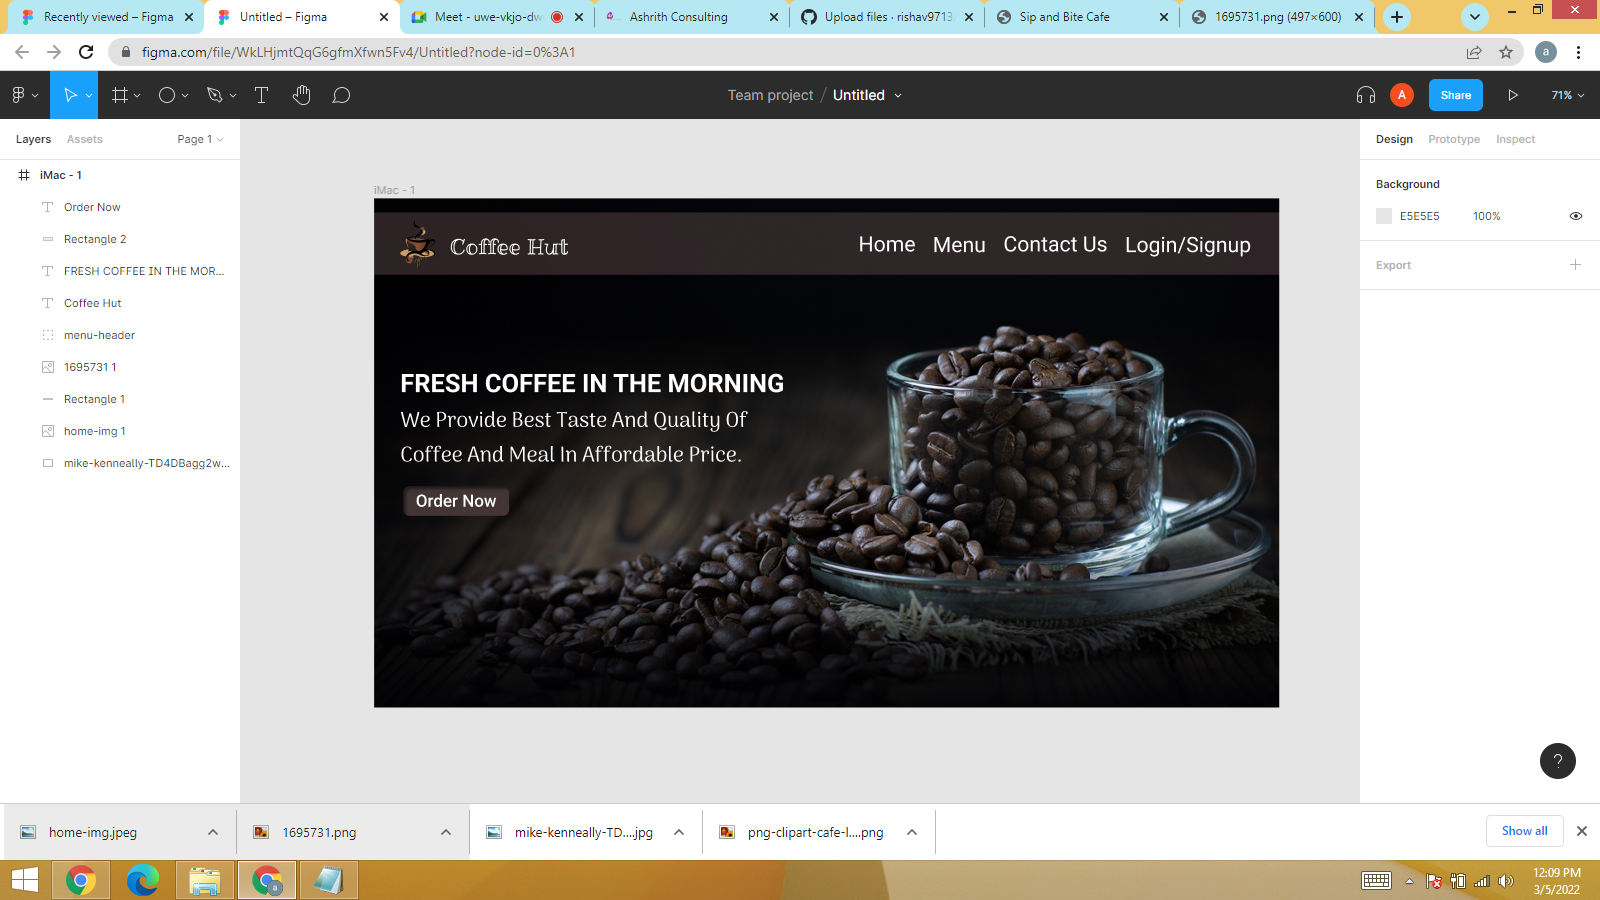 Recently viewed – Figma
Untitled – Figma
Meet - uwe-vkjo-dw
Ashrith Consulting
Upload files · rishav9713
Sip and Bite Cafe
1695731.png (497×600)
figma.com/file/WkLHjmtQqG6gfmXfwn5Fv4/Untitled?node-id=0%3A1
a
Team project / Untitled
A
Share
71%
Layers
Assets
Page 1
Design
Prototype
Inspect
iMac - 1
Order Now
Rectangle 2
FRESH COFFEE IN THE MOR...
Coffee Hut
menu-header
1695731 1
Rectangle 1
home-img 1
mike-kenneally-TD4DBagg2w...
iMac - 1
Coffee Hut
Home
Menu
Contact Us
Login/Signup
FRESH COFFEE IN THE MORNING
We Provide Best Taste And Quality Of
Coffee And Meal In Affordable Price.
Order Now
Background
E5E5E5
100%
Export
?
home-img.jpeg
1695731.png
mike-kenneally-TD....jpg
png-clipart-cafe-l....png
Show all
a
12:09 PM
3/5/2022